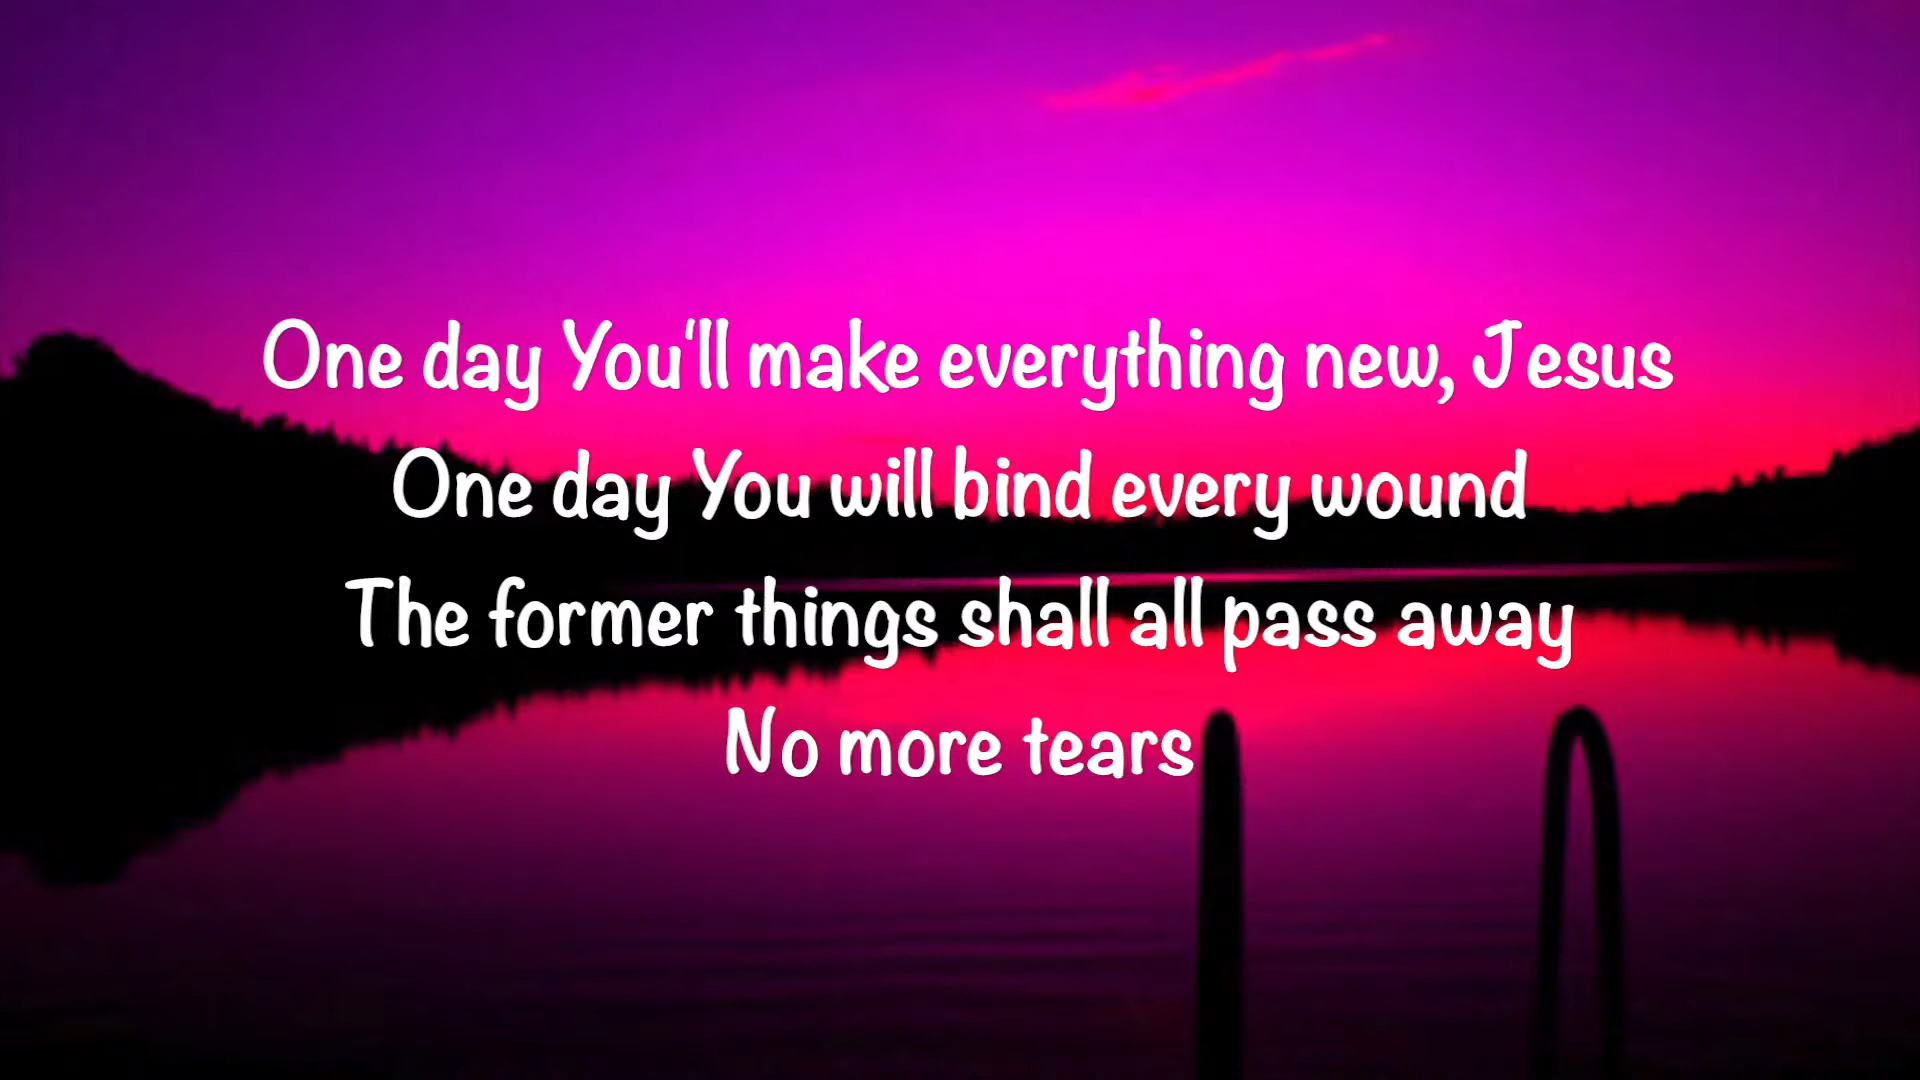 One day You'll make everything new, Jesus
One day You will bind every wound
The former things shall all pass away
No more tears